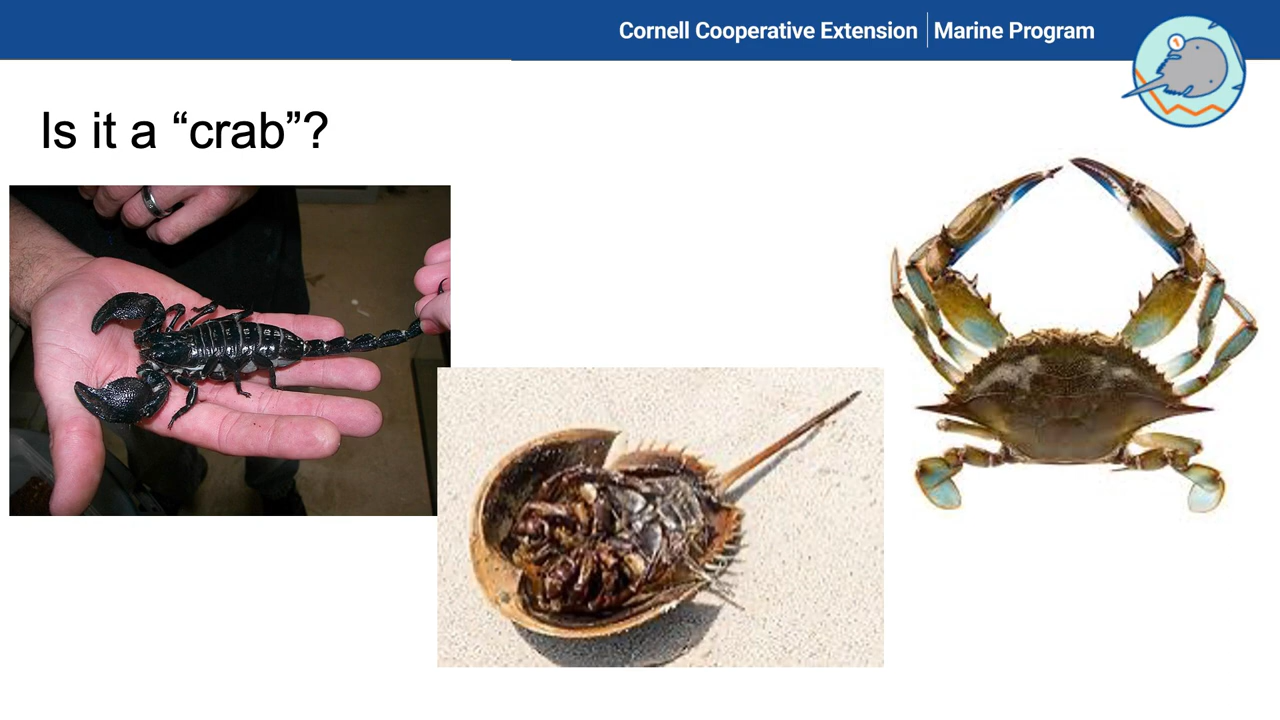 Cornell Cooperative Extension | Marine Program
Is it a “crab”?